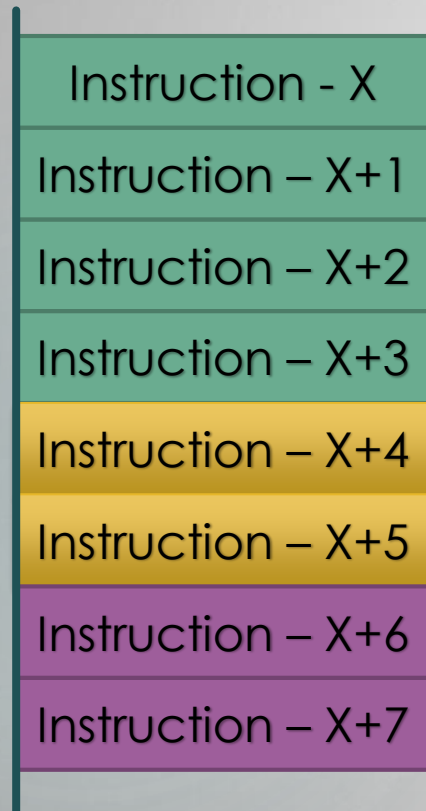 Instruction - X
Instruction – X+1
Instruction – X+2
Instruction – X+3
Instruction – X+4
Instruction – X+5
Instruction – X+6
Instruction – X+7